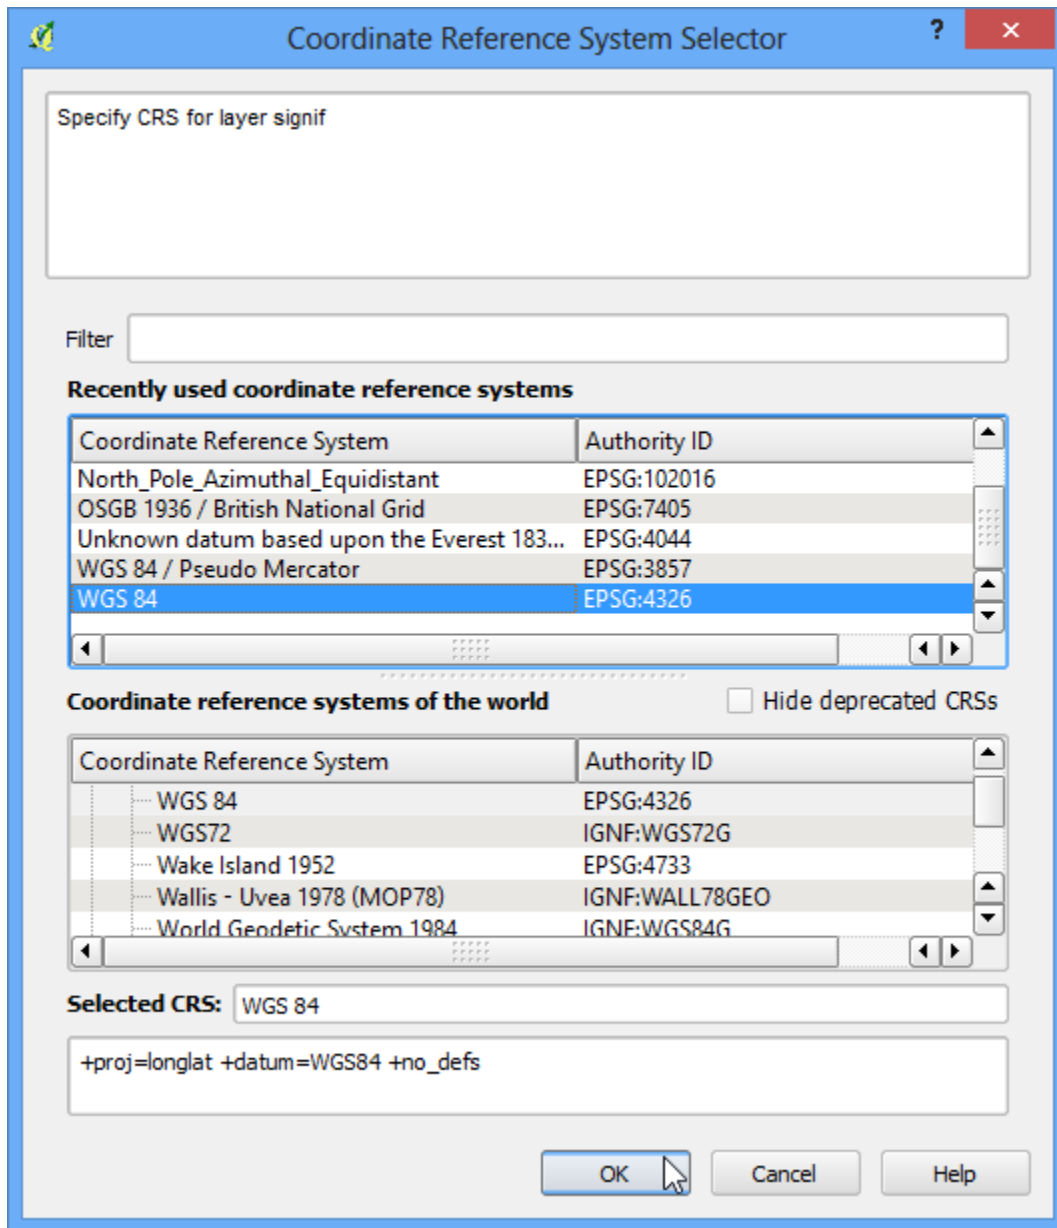 Coordinate Reference System Selector ?
Specify CRS for layer signif
Filter
Recently used coordinate reference systems
Coordinate Reference System Authority ID
North_Pole_Azimuthal_Equidistant EPSG:102016
OSGB 1936 / British National Grid EPSG:7405
Unknown datum based upon the Everest 183... EPSG:4044
WGS 84 / Pseudo Mercator EPSG:3857
WGS 84 EPSG:4326
Coordinate reference systems of the world Hide deprecated CRSs
Coordinate Reference System Authority ID
WGS 84 EPSG:4326
WGS72 IGNF:WGS72G
Wake Island 1952 EPSG:4733
Wallis - Uvea 1978 (MOP78) IGNF:WALL78GEO
World Geodetic System 1984 IGNF:WGS84G
Selected CRS: WGS 84
+proj=longlat +datum=WGS84 +no_defs
OK Cancel Help